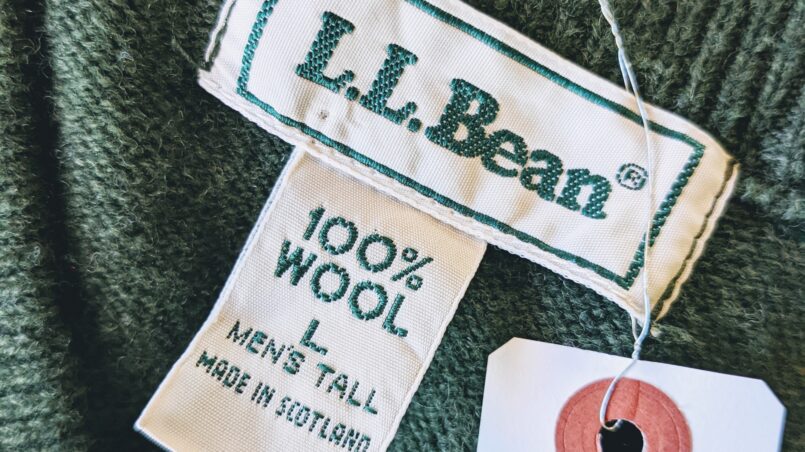 L.L.Bean®
100%
WOOL
L
MEN'S TALL
MADE IN SCOTLAND